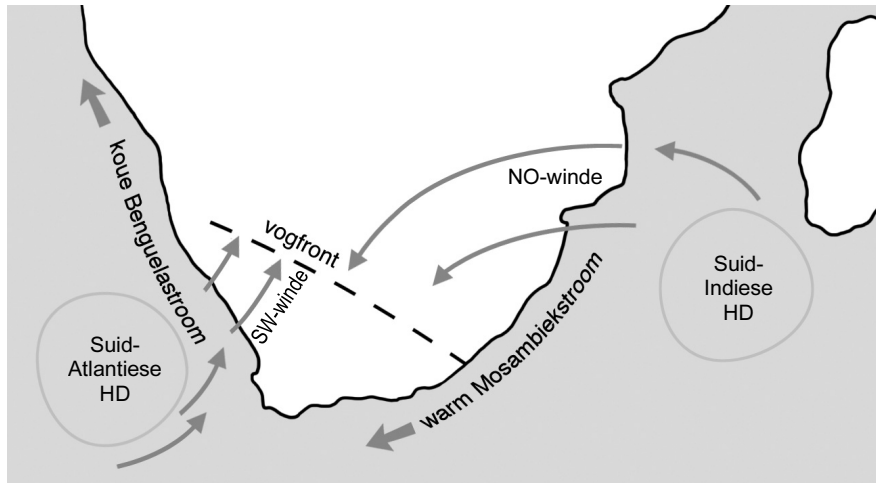 koue Benguelastroom
NO-winde
vogfront
SW-winde
Suid-
Atlantiese
HD
Suid-
Indiese
HD
warm Mosambiekstroom